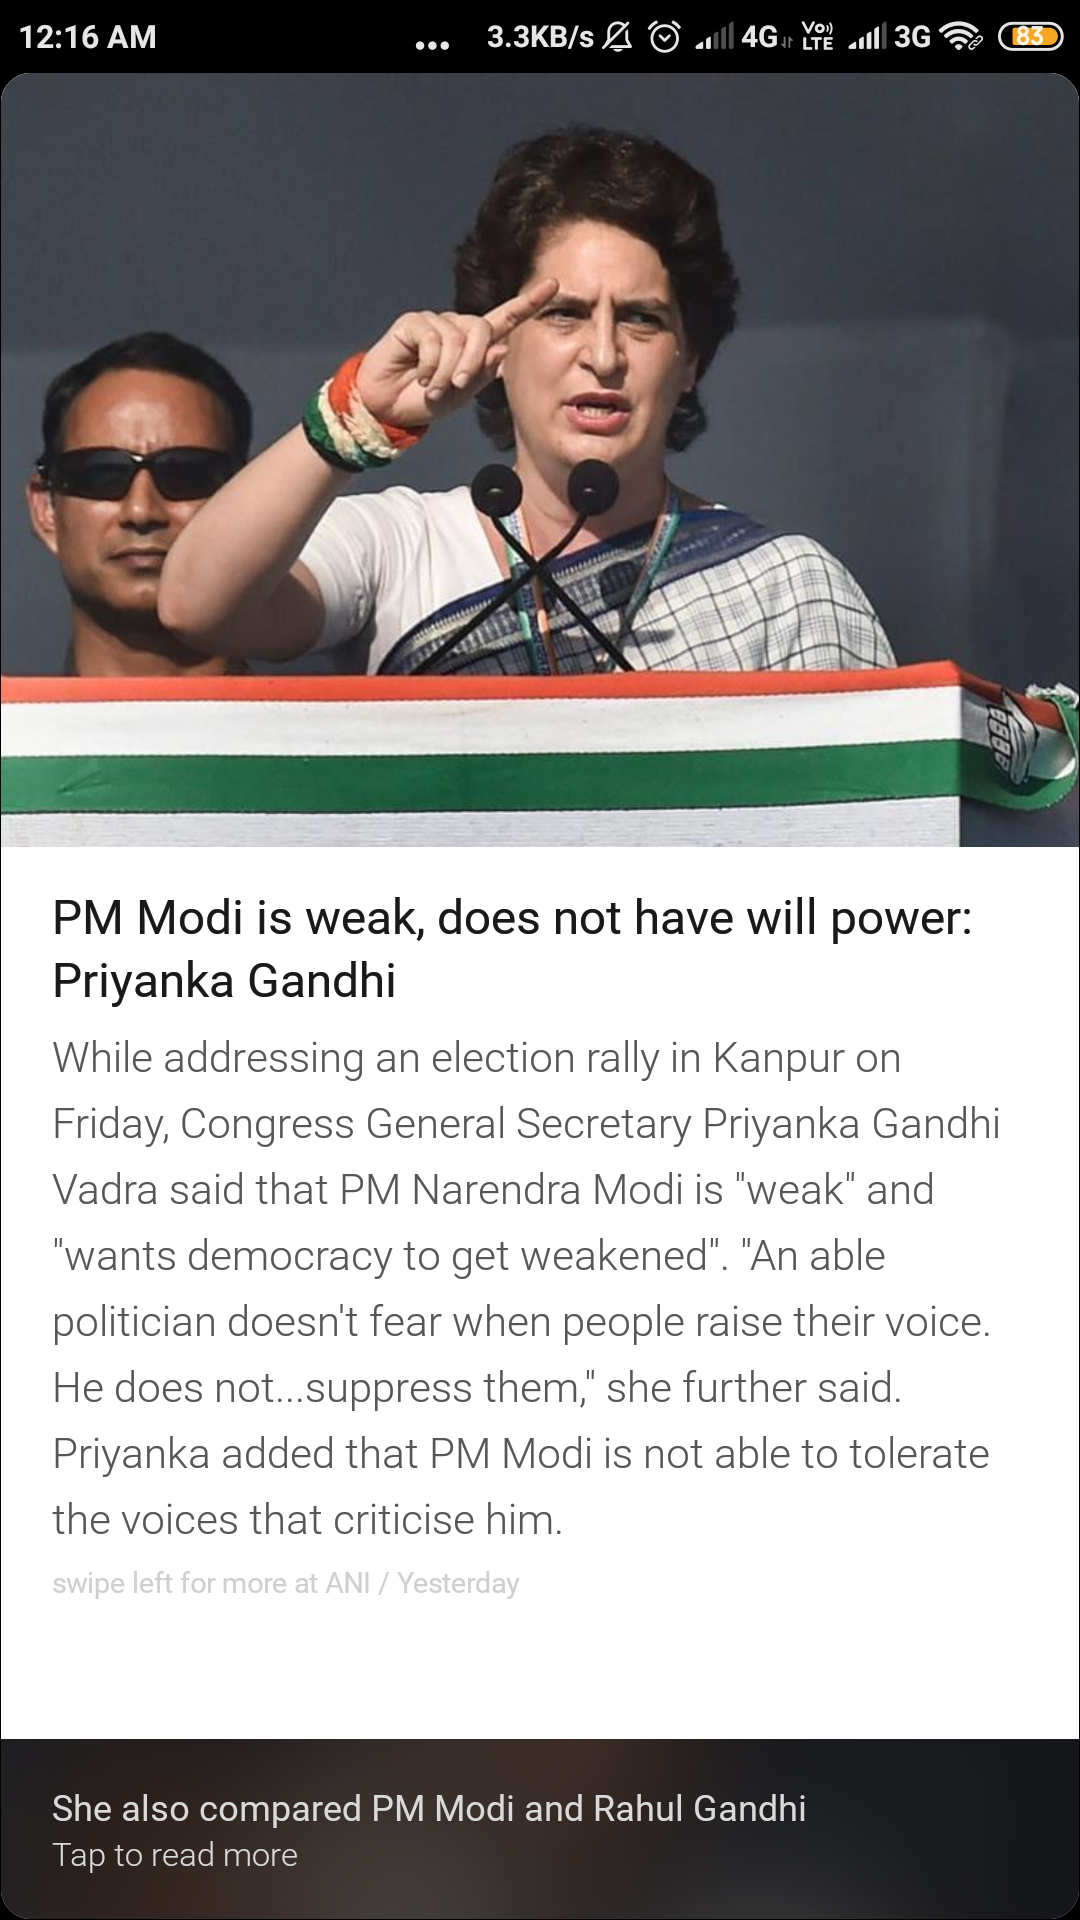 12:16 AM ... 3.3KB/s 4G VoLTE 3G 83
PM Modi is weak, does not have will power:
Priyanka Gandhi
While addressing an election rally in Kanpur on
Friday, Congress General Secretary Priyanka Gandhi
Vadra said that PM Narendra Modi is "weak" and
"wants democracy to get weakened". "An able
politician doesn't fear when people raise their voice.
He does not...suppress them," she further said.
Priyanka added that PM Modi is not able to tolerate
the voices that criticise him.
swipe left for more at ANI / Yesterday
She also compared PM Modi and Rahul Gandhi
Tap to read more